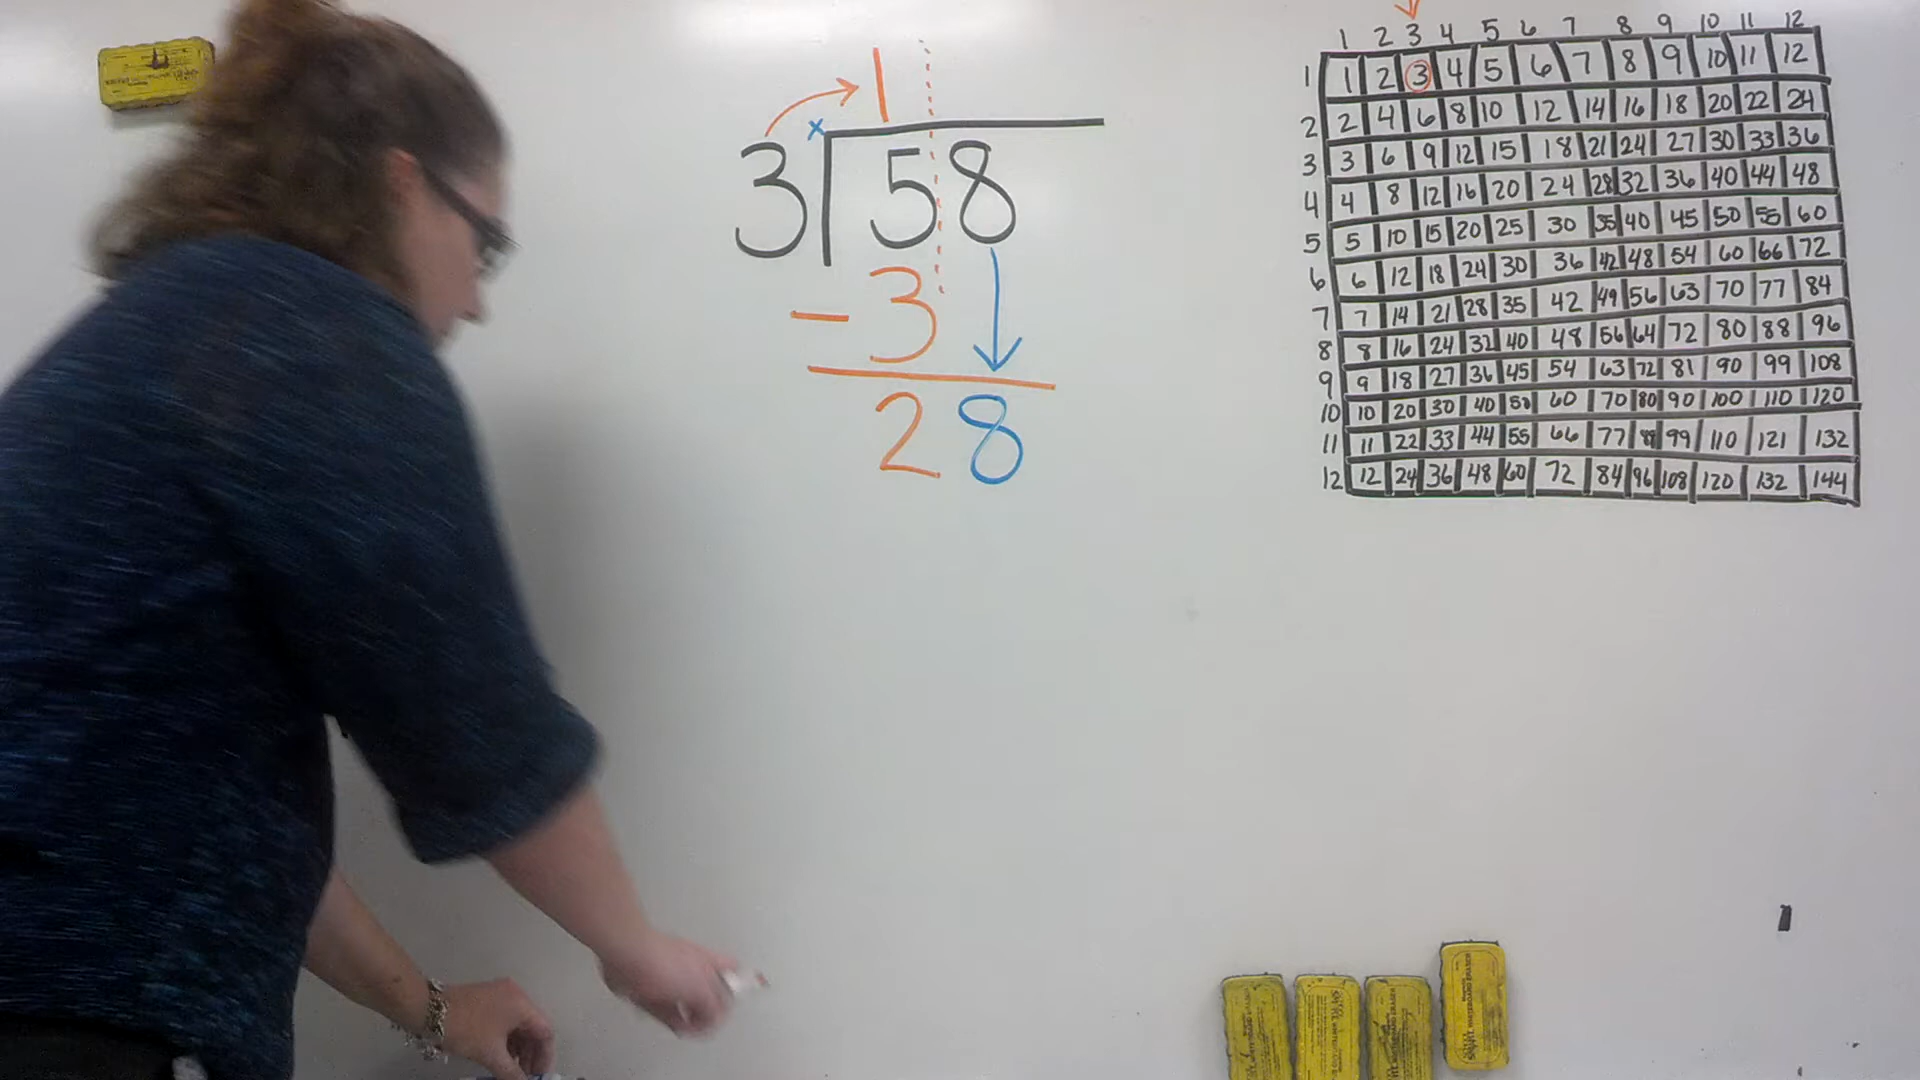 1
x
3 58
- 3
28
1 2 3 4 5 6 7 8 9 10 11 12
1 1 2 3 4 5 6 7 8 9 10 11 12
2 2 4 6 8 10 12 14 16 18 20 22 24
3 3 6 9 12 15 18 21 24 27 30 33 36
4 4 8 12 16 20 24 28 32 36 40 44 48
5 5 10 15 20 25 30 35 40 45 50 55 60
6 6 12 18 24 30 36 42 48 54 60 66 72
7 7 14 21 28 35 42 49 56 63 70 77 84
8 8 16 24 32 40 48 56 64 72 80 88 96
9 9 18 27 36 45 54 63 72 81 90 99 108
10 10 20 30 40 50 60 70 80 90 100 110 120
11 11 22 33 44 55 66 77 88 99 110 121 132
12 12 24 36 48 60 72 84 96 108 120 132 144